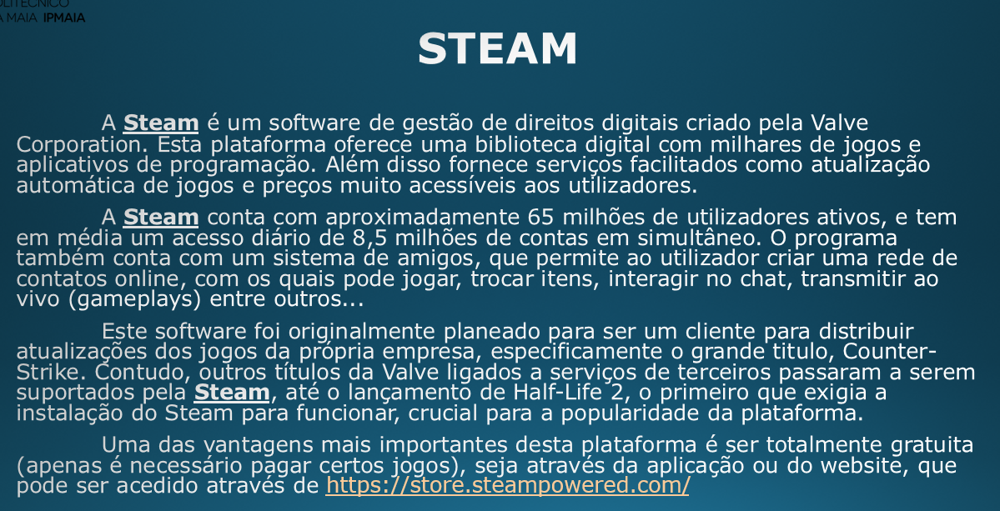 MAIA IPMAIA
STEAM
A Steam é um software de gestão de direitos digitais criado pela Valve
Corporation. Esta plataforma oferece uma biblioteca digital com milhares de jogos e
aplicativos de programação. Além disso fornece serviços facilitados como atualização
automática de jogos e preços muito acessíveis aos utilizadores.
A Steam conta com aproximadamente 65 milhões de utilizadores ativos, e tem
em média um acesso diário de 8,5 milhões de contas em simultâneo. O programa
também conta com um sistema de amigos, que permite ao utilizador criar uma rede de
contatos online, com os quais pode jogar, trocar itens, interagir no chat, transmitir ao
vivo (gameplays) entre outros...
Este software foi originalmente planeado para ser um cliente para distribuir
atualizações dos jogos da própria empresa, especificamente o grande titulo, Counter-
Strike. Contudo, outros títulos da Valve ligados a serviços de terceiros passaram a serem
suportados pela Steam, até o lançamento de Half-Life 2, o primeiro que exigia a
instalação do Steam para funcionar, crucial para a popularidade da plataforma.
Uma das vantagens mais importantes desta plataforma é ser totalmente gratuita
(apenas é necessário pagar certos jogos), seja através da aplicação ou do website, que
pode ser acedido através de https://store.steampowered.com/